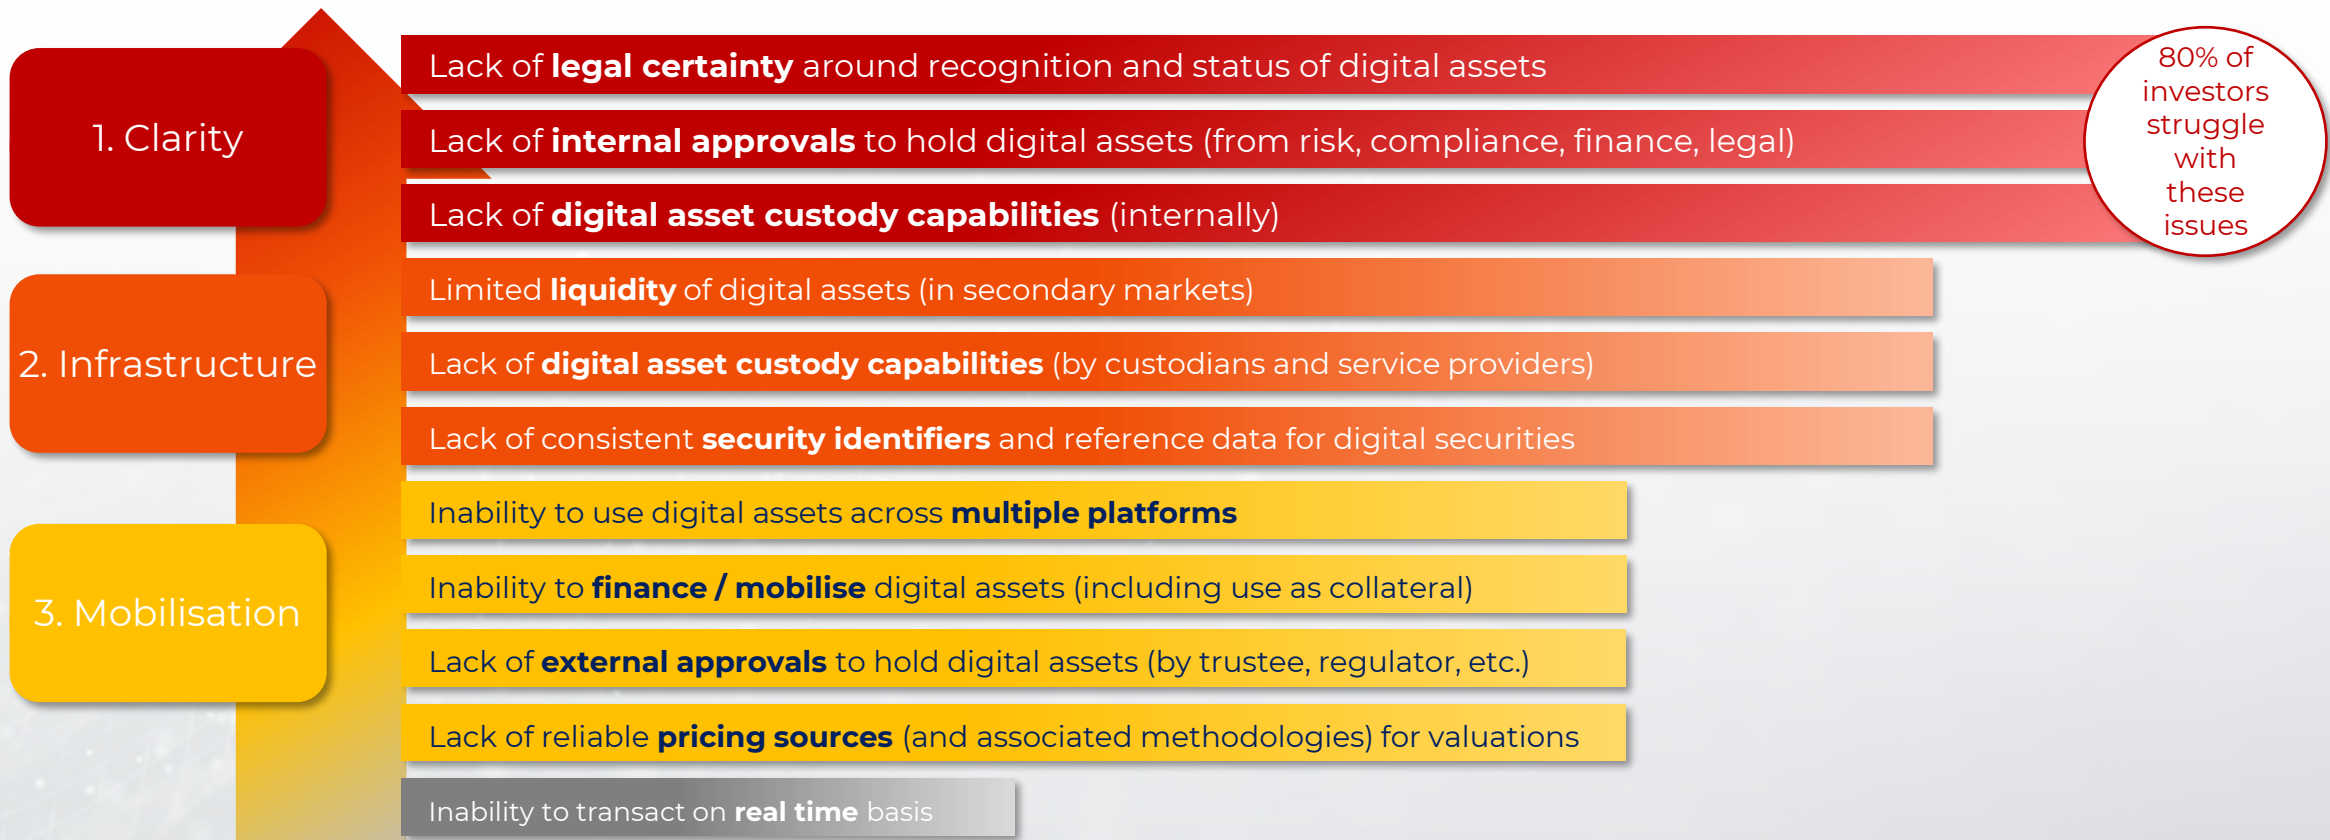 1. Clarity
Lack of legal certainty around recognition and status of digital assets
Lack of internal approvals to hold digital assets (from risk, compliance, finance, legal)
Lack of digital asset custody capabilities (internally)
80% of
investors
struggle
with
these
issues
2. Infrastructure
Limited liquidity of digital assets (in secondary markets)
Lack of digital asset custody capabilities (by custodians and service providers)
Lack of consistent security identifiers and reference data for digital securities
3. Mobilisation
Inability to use digital assets across multiple platforms
Inability to finance / mobilise digital assets (including use as collateral)
Lack of external approvals to hold digital assets (by trustee, regulator, etc.)
Lack of reliable pricing sources (and associated methodologies) for valuations
Inability to transact on real time basis